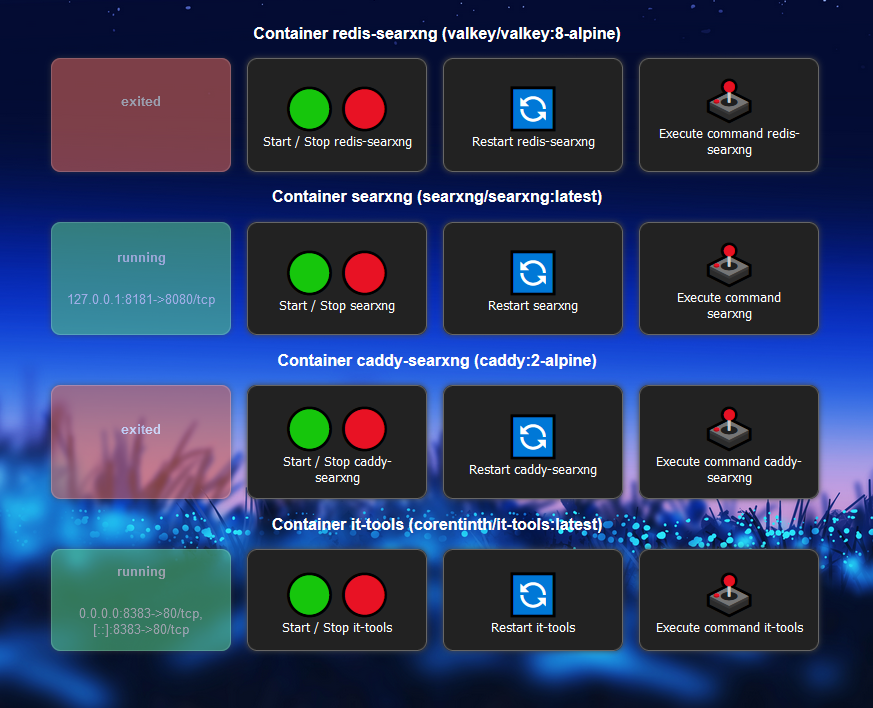 Container redis-searxng (valkey/valkey:8-alpine)
exited
Start / Stop redis-searxng
Restart redis-searxng
Execute command redis-
searxng
Container searxng (searxng/searxng:latest)
running
127.0.0.1:8181->8080/tcp
Start / Stop searxng
Restart searxng
Execute command
searxng
Container caddy-searxng (caddy:2-alpine)
exited
Start / Stop caddy-
searxng
Restart caddy-searxng
Execute command caddy-
searxng
Container it-tools (corentinth/it-tools:latest)
running
0.0.0.0:8383->80/tcp,
[::]:8383->80/tcp
Start / Stop it-tools
Restart it-tools
Execute command it-tools